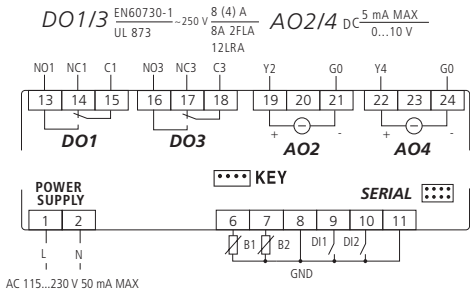 DO1/3 EN60730-1 ~250 V 8 (4) A AO2/4 DC 5 mA MAX
UL 873 8A 2FLA 0...10 V
12LRA
NO1 NC1 C1 NO3 NC3 C3 Y2 G0 Y4 G0
13 14 15 16 17 18 19 20 21 22 23 24
+ - + -
DO1 DO3 AO2 AO4
KEY
POWER SUPPLY
SERIAL
1 2 6 7 8 9 10 11
B1 B2 DI1 DI2
L N
GND
AC 115...230 V 50 mA MAX